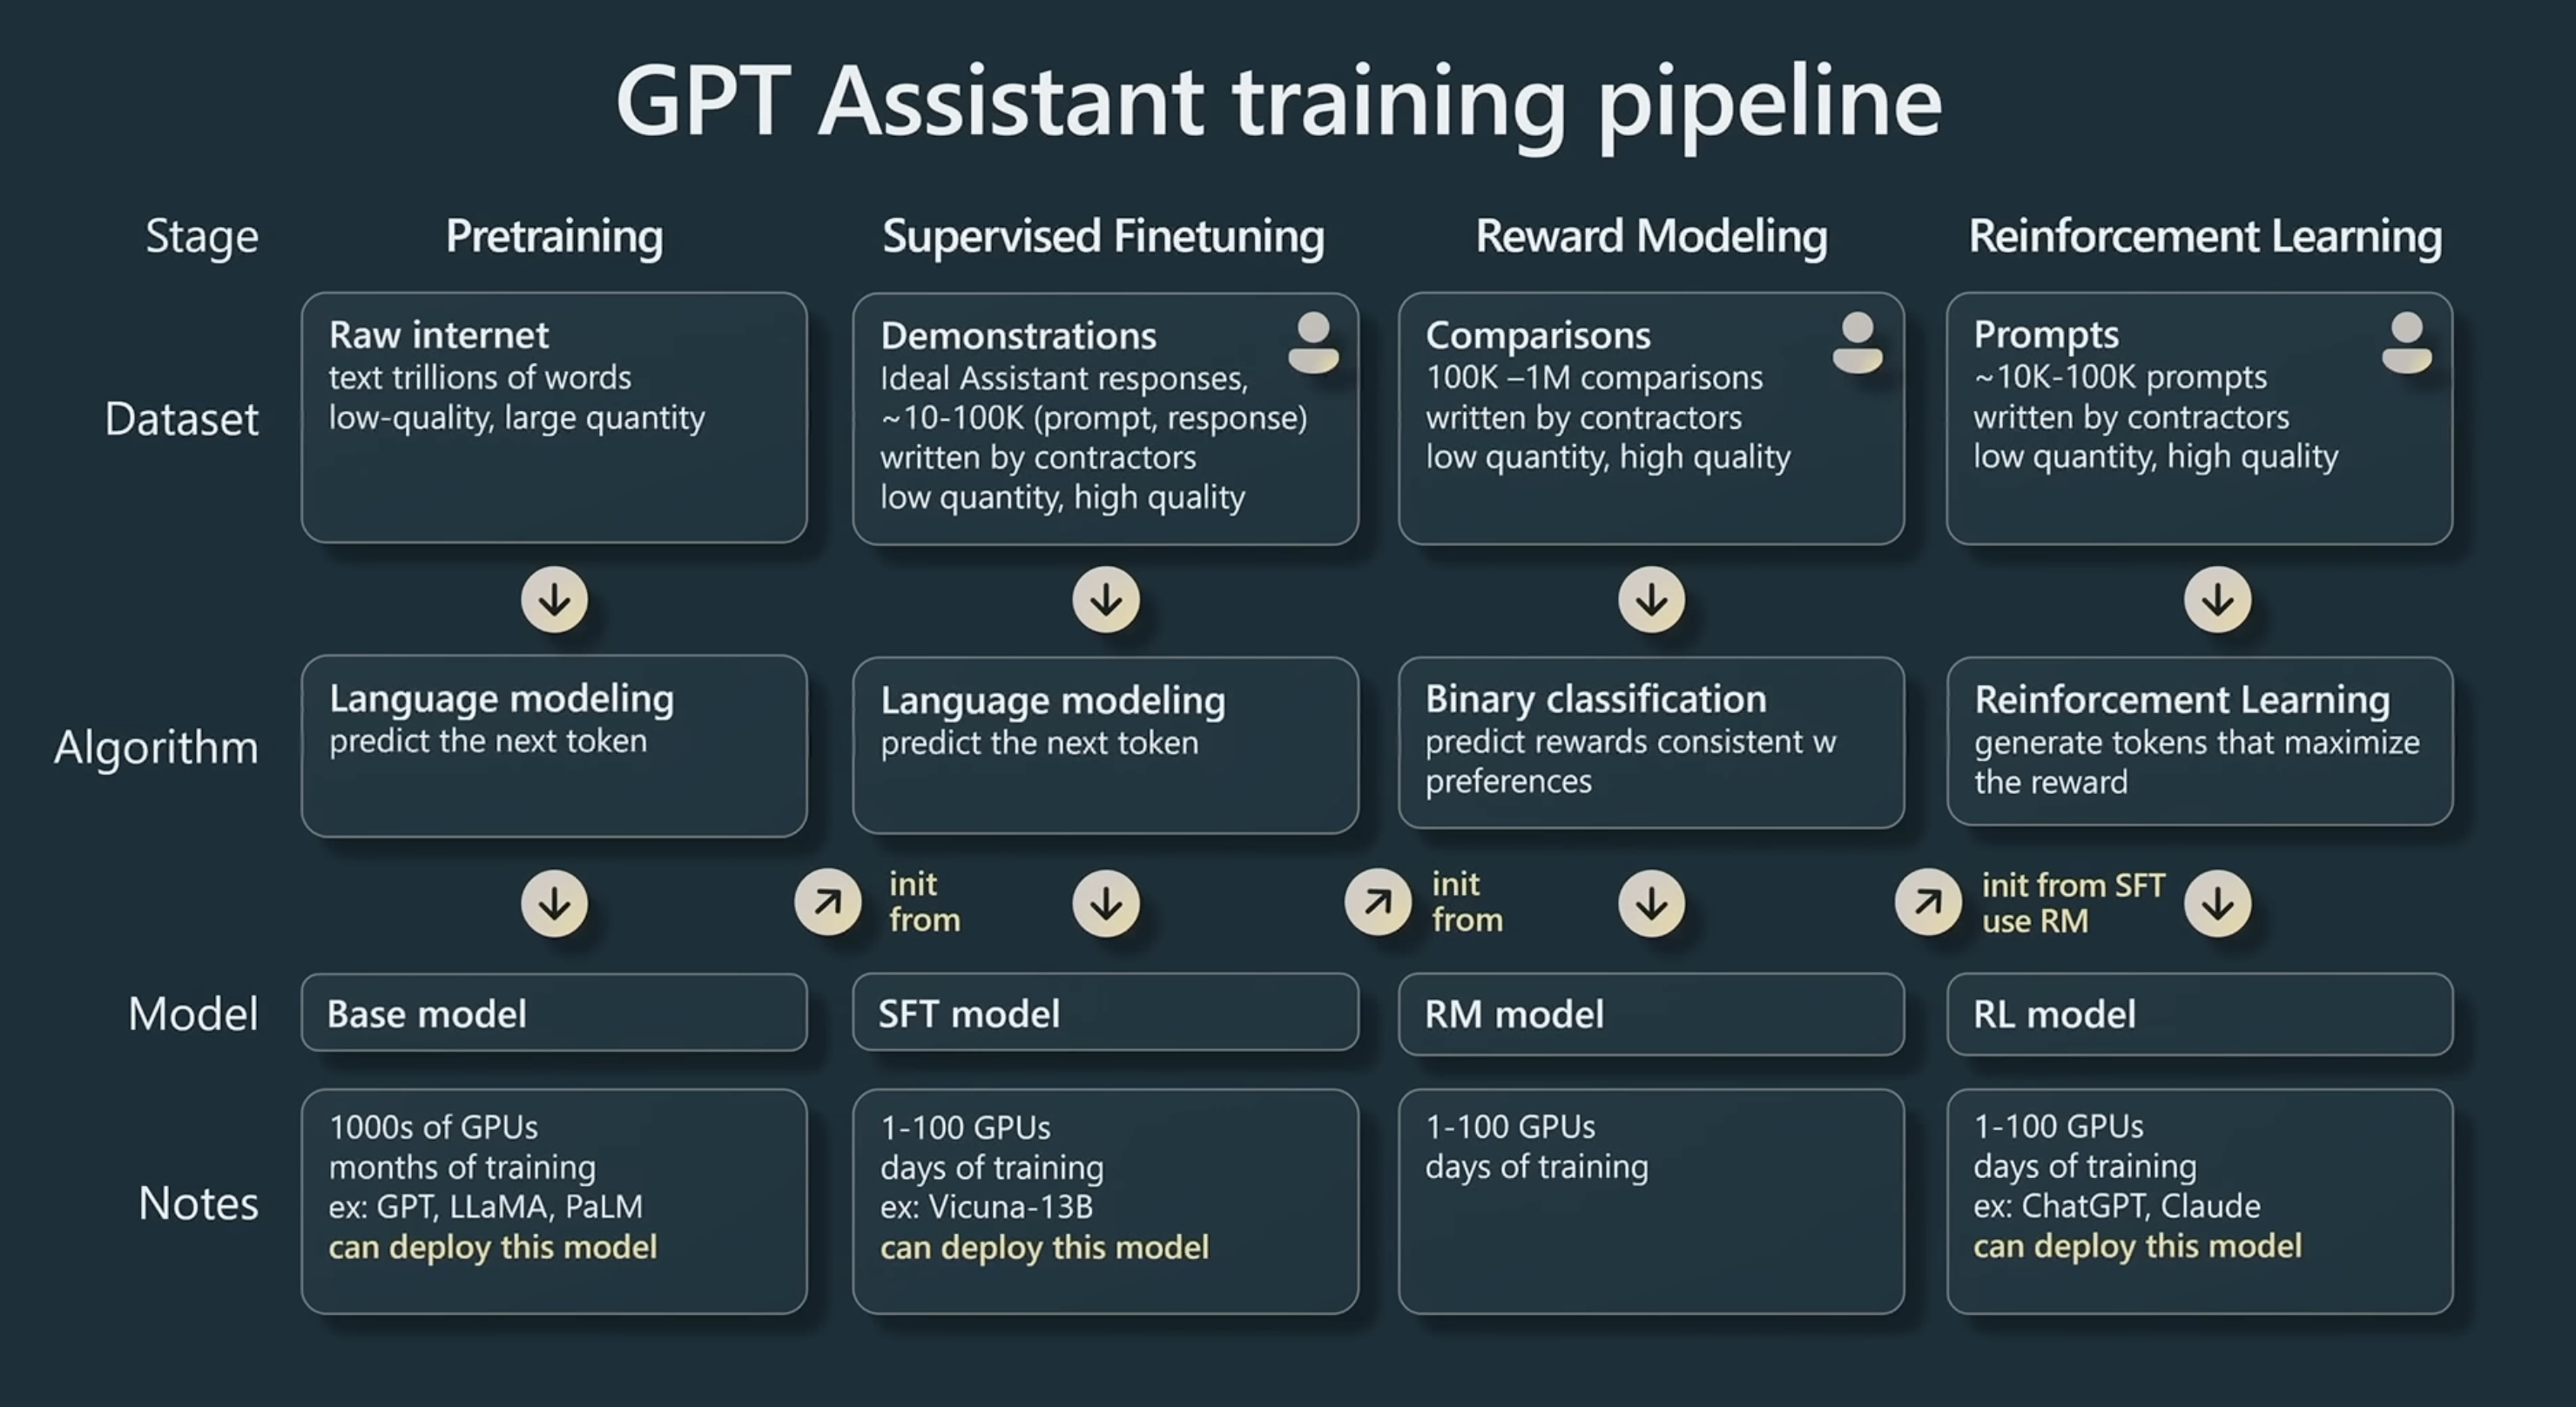 GPT Assistant training pipeline
Stage
Pretraining
Supervised Finetuning
Reward Modeling
Reinforcement Learning
Dataset
Raw internet
text trillions of words
low-quality, large quantity
Demonstrations
Ideal Assistant responses,
~10-100K (prompt, response)
written by contractors
low quantity, high quality
Comparisons
100K –1M comparisons
written by contractors
low quantity, high quality
Prompts
~10K-100K prompts
written by contractors
low quantity, high quality
Algorithm
Language modeling
predict the next token
Language modeling
predict the next token
Binary classification
predict rewards consistent w
preferences
Reinforcement Learning
generate tokens that maximize
the reward
init
from
init
from
init from SFT
use RM
Model
Base model
SFT model
RM model
RL model
Notes
1000s of GPUs
months of training
ex: GPT, LLaMA, PaLM
can deploy this model
1-100 GPUs
days of training
ex: Vicuna-13B
can deploy this model
1-100 GPUs
days of training
1-100 GPUs
days of training
ex: ChatGPT, Claude
can deploy this model